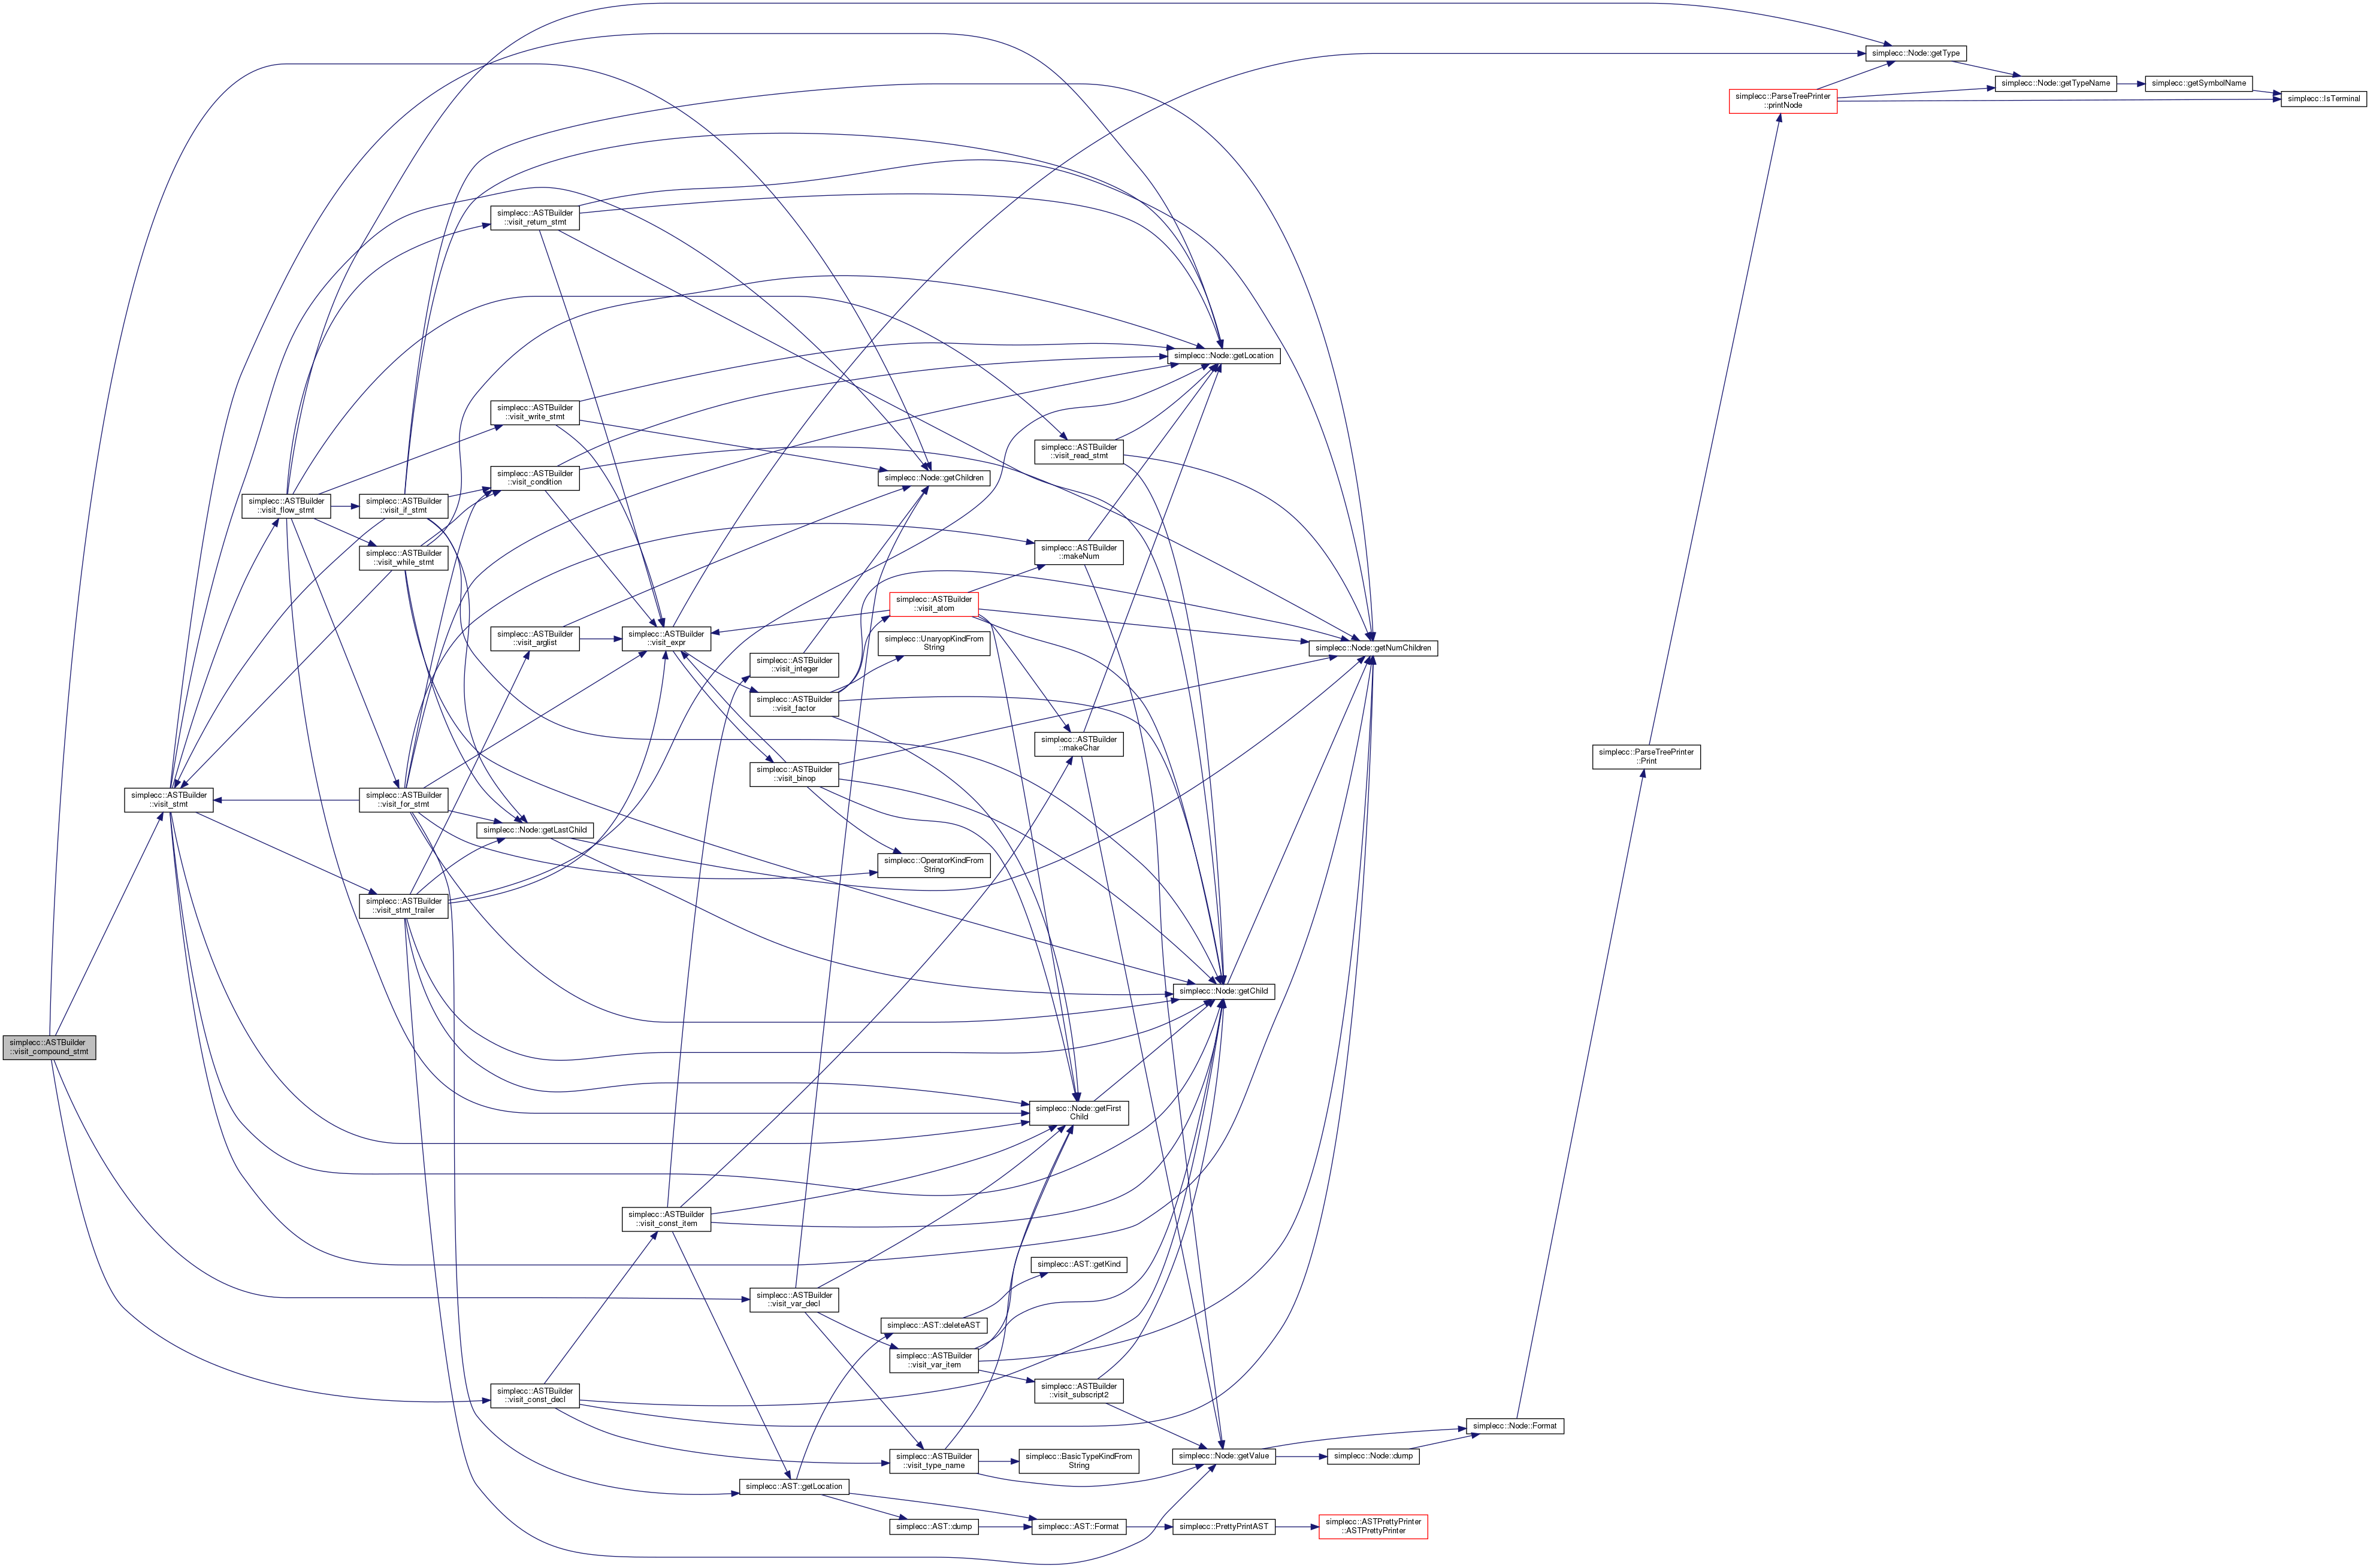 simplecc::Node::getType
simplecc::Node::getTypeName
simplecc::getSymbolName
simplecc::IsTerminal
simplecc::ParseTreePrinter
::printNode
simplecc::ASTBuilder
::visit_return_stmt
simplecc::Node::getLocation
simplecc::ASTBuilder
::visit_write_stmt
simplecc::ASTBuilder
::visit_read_stmt
simplecc::ASTBuilder
::visit_condition
simplecc::Node::getChildren
simplecc::ASTBuilder
::visit_flow_stmt
simplecc::ASTBuilder
::visit_if_stmt
simplecc::ASTBuilder
::visit_while_stmt
simplecc::ASTBuilder
::makeNum
simplecc::ASTBuilder
::visit_atom
simplecc::ASTBuilder
::visit_arglist
simplecc::ASTBuilder
::visit_expr
simplecc::UnaryopKindFrom
String
simplecc::Node::getNumChildren
simplecc::ASTBuilder
::visit_integer
simplecc::ASTBuilder
::visit_factor
simplecc::ASTBuilder
::makeChar
simplecc::ParseTreePrinter
::Print
simplecc::ASTBuilder
::visit_binop
simplecc::ASTBuilder
::visit_stmt
simplecc::ASTBuilder
::visit_for_stmt
simplecc::Node::getLastChild
simplecc::OperatorKindFrom
String
simplecc::ASTBuilder
::visit_stmt_trailer
simplecc::Node::getChild
simplecc::ASTBuilder
::visit_compound_stmt
simplecc::Node::getFirst
Child
simplecc::ASTBuilder
::visit_const_item
simplecc::AST::getKind
simplecc::ASTBuilder
::visit_var_decl
simplecc::AST::deleteAST
simplecc::ASTBuilder
::visit_var_item
simplecc::ASTBuilder
::visit_subscript2
simplecc::ASTBuilder
::visit_const_decl
simplecc::Node::Format
simplecc::ASTBuilder
::visit_type_name
simplecc::BasicTypeKindFrom
String
simplecc::Node::getValue
simplecc::Node::dump
simplecc::AST::getLocation
simplecc::AST::dump
simplecc::AST::Format
simplecc::PrettyPrintAST
simplecc::ASTPrettyPrinter
::ASTPrettyPrinter